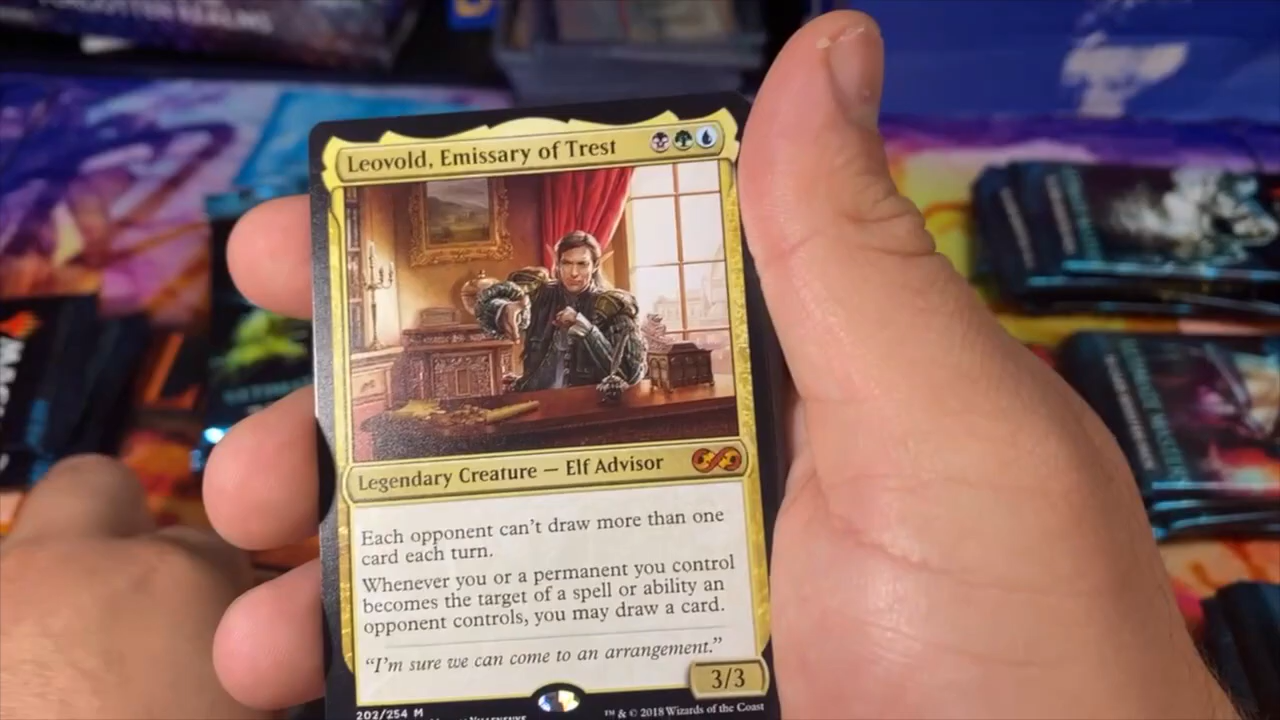 FORGOTTEN REALMS
Leovold, Emissary of Trest
Legendary Creature — Elf Advisor
Each opponent can't draw more than one
card each turn.
Whenever you or a permanent you control
becomes the target of a spell or ability an
opponent controls, you may draw a card.
“I'm sure we can come to an arrangement.”
3/3
202/254 M
™ & © 2018 Wizards of the Coast